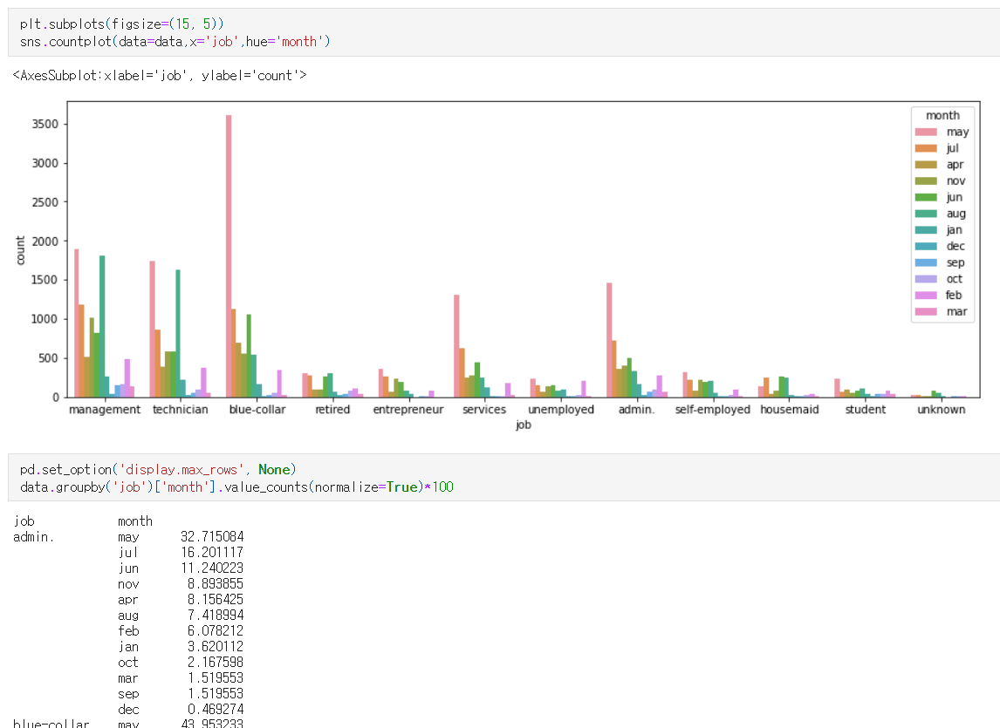 plt.subplots(figsize=(15, 5))
sns.countplot(data=data,x='job',hue='month')
<AxesSubplot:xlabel='job', ylabel='count'>
3500
3000
2500
2000
1500
1000
500
0
count
month
may
jul
apr
nov
jun
aug
jan
dec
sep
oct
feb
mar
management technician blue-collar retired entrepreneur services unemployed admin. self-employed housemaid student unknown
job
pd.set_option('display.max_rows', None)
data.groupby('job')['month'].value_counts(normalize=True)*100
job month
admin. may 32.715084
jul 16.201117
jun 11.240223
nov 8.893855
apr 8.156425
aug 7.418994
feb 6.078212
jan 3.620112
oct 2.167598
mar 1.519553
sep 1.519553
dec 0.469274
blue-collar may 43.953233